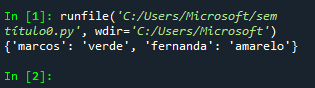 In [1]: runfile('C:/Users/Microsoft/sem
título0.py', wdir='C:/Users/Microsoft')
{'marcos': 'verde', 'fernanda': 'amarelo'}
In [2]: